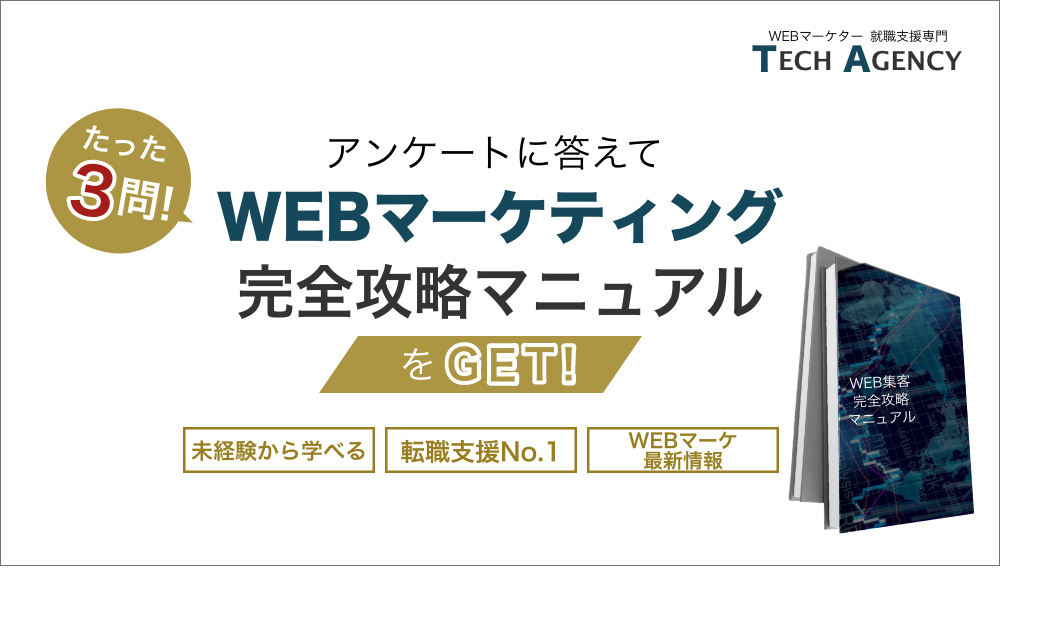 WEBマーケター 就職支援専門
TECH AGENCY
たった
3問!
アンケートに答えて
WEBマーケティング
完全攻略マニュアル
をGET!
未経験から学べる
転職支援No.1
WEBマーケ
最新情報
WEB集客
完全攻略
マニュアル